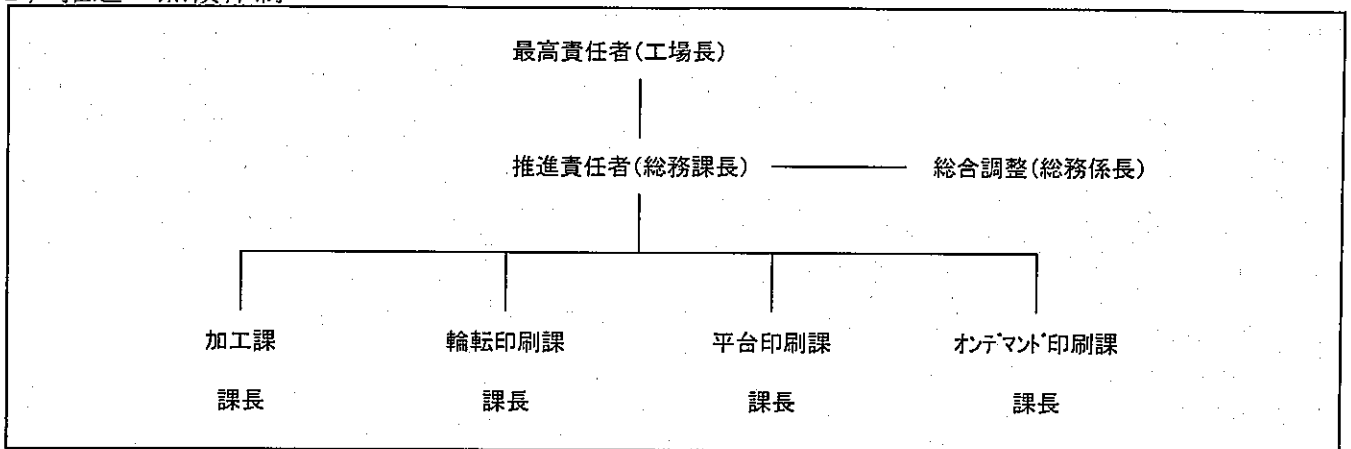 最高責任者(工場長)
推進責任者(総務課長) 総合調整(総務係長)
加工課 輪転印刷課 平台印刷課 オンデマンド印刷課
課長 課長 課長 課長